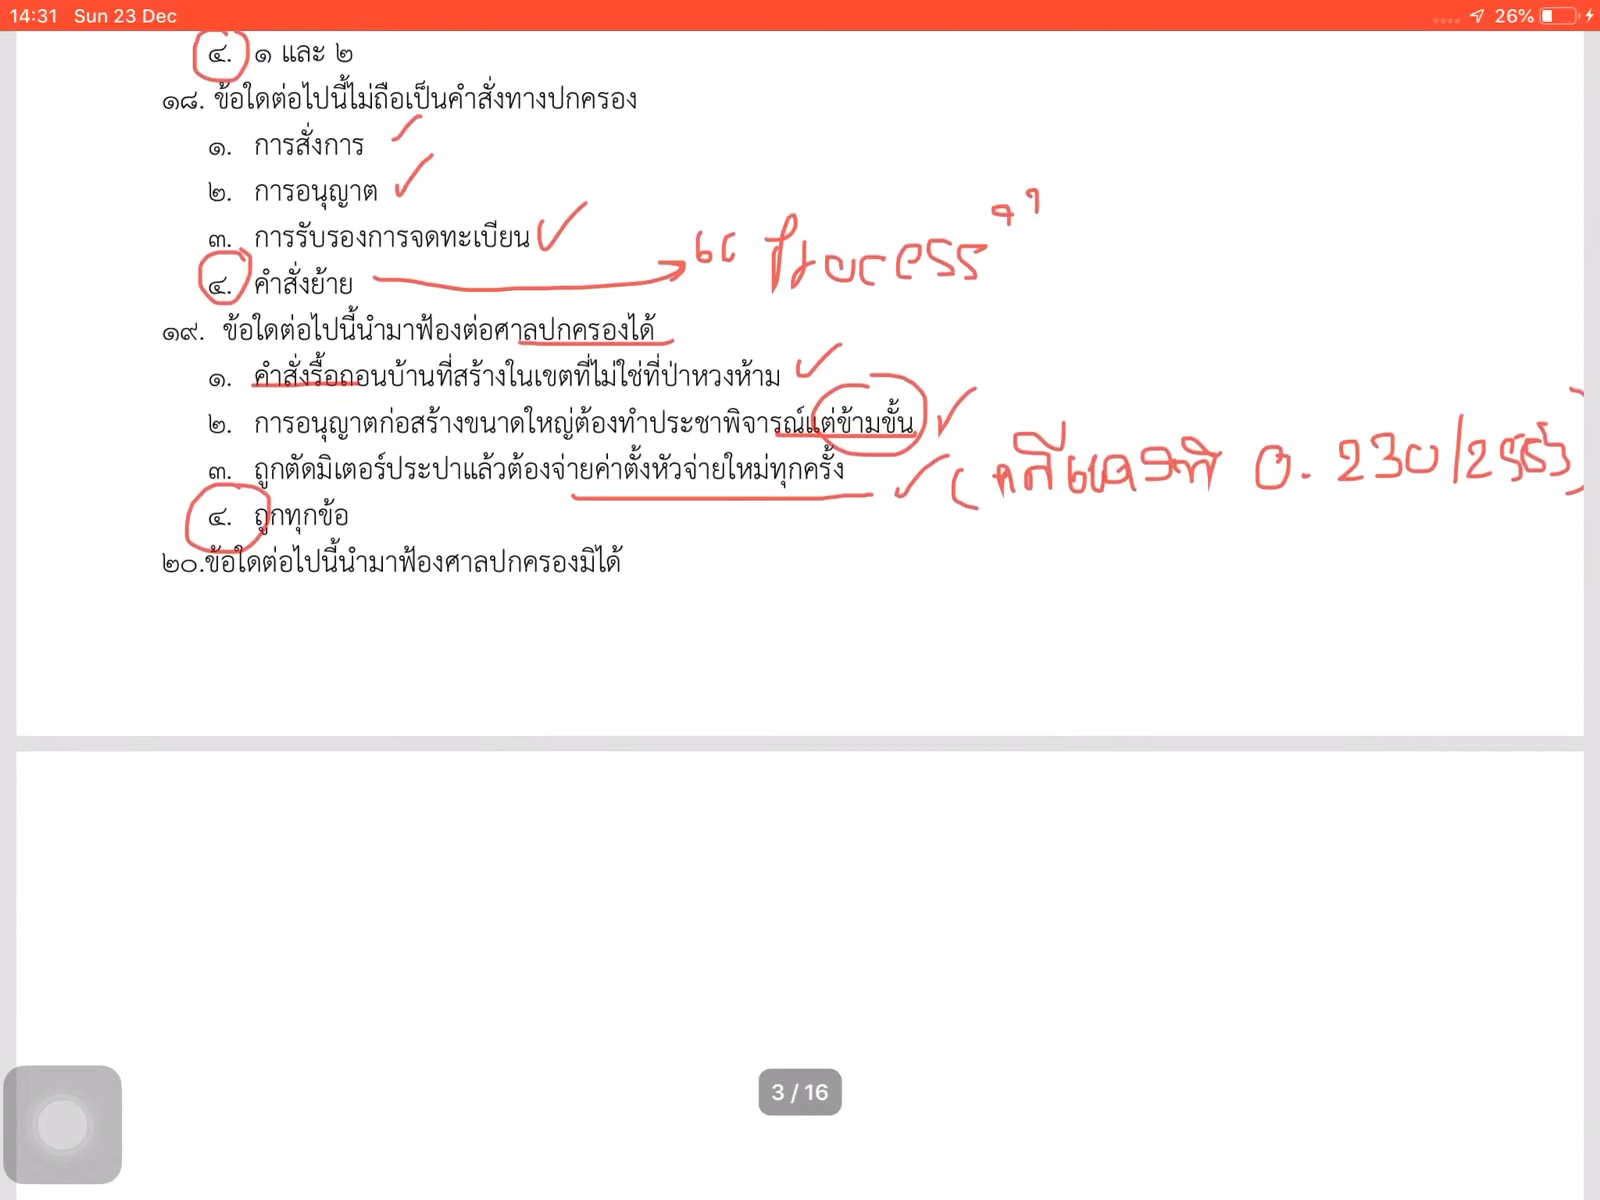 14:31 Sun 23 Dec 26%
๔. ๑ และ ๒
๑๘. ข้อใดต่อไปนี้ไม่ถือเป็นคำสั่งทางปกครอง
๑. การสั่งการ
๒. การอนุญาต
๓. การรับรองการจดทะเบียน
๔. คำสั่งย้าย
"Process"
๑๙. ข้อใดต่อไปนี้นำมาฟ้องต่อศาลปกครองได้
๑. คำสั่งรื้อถอนบ้านที่สร้างในเขตที่ไม่ใช่ที่ป่าหวงห้าม
๒. การอนุญาตก่อสร้างขนาดใหญ่ต้องทำประชาพิจารณ์แต่ข้ามขั้น
๓. ถูกตัดมิเตอร์ประปาแล้วต้องจ่ายค่าตั้งหัวจ่ายใหม่ทุกครั้ง
(คดีแดงที่ อ. 230/2553)
๔. ถูกทุกข้อ
๒๐.ข้อใดต่อไปนี้นำมาฟ้องศาลปกครองมิได้
3 / 16